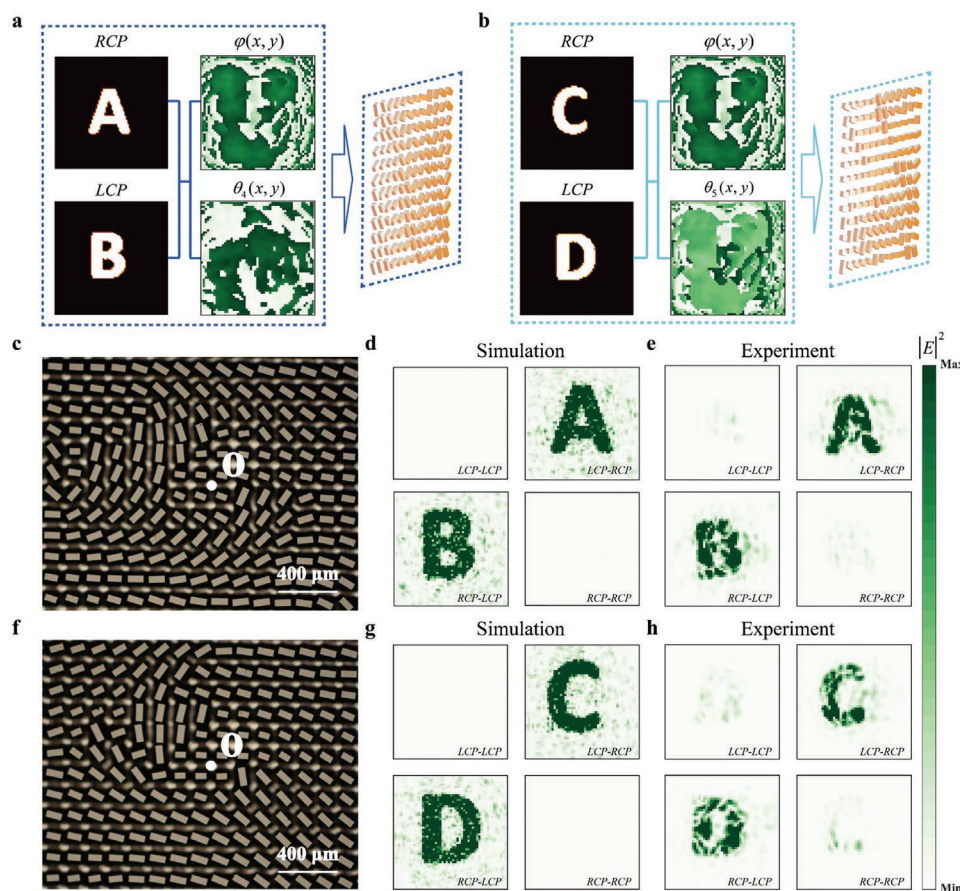 a
RCP
φ(x, y)
A
LCP
θ₄(x, y)
B
b
RCP
φ(x, y)
C
LCP
θ₅(x, y)
D
c
O
400 μm
d
Simulation
LCP-LCP
A
LCP-RCP
B
RCP-LCP
RCP-RCP
e
Experiment
LCP-LCP
A
LCP-RCP
B
RCP-LCP
RCP-RCP
|E|²
Max
Min
f
O
400 μm
g
Simulation
LCP-LCP
C
LCP-RCP
D
RCP-LCP
RCP-RCP
h
Experiment
LCP-LCP
C
LCP-RCP
D
RCP-LCP
RCP-RCP